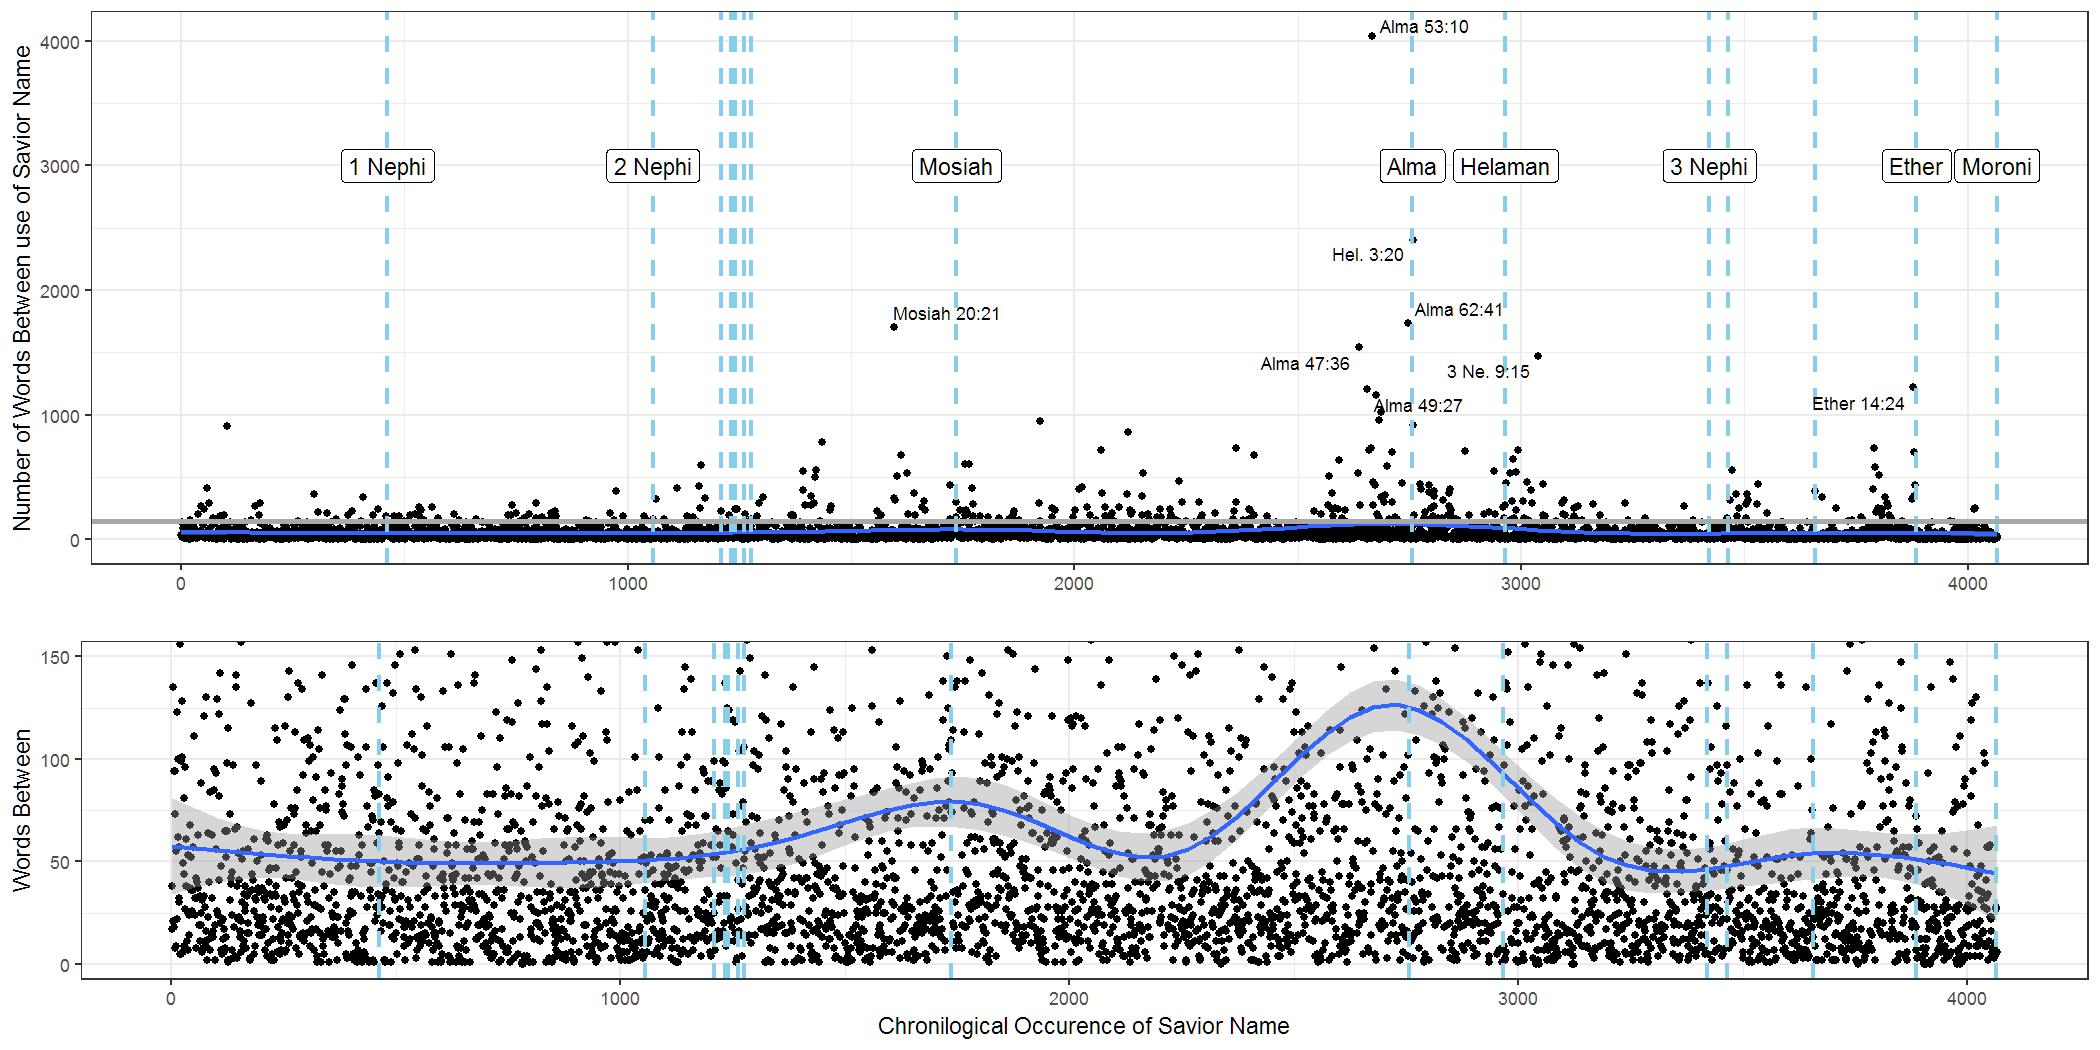 Number of Words Between use of Savior Name
4000
3000
2000
1000
0
Alma 53:10
1 Nephi
2 Nephi
Mosiah
Alma
Helaman
3 Nephi
Ether
Moroni
Hel. 3:20
Mosiah 20:21
Alma 62:41
Alma 47:36
3 Ne. 9:15
Alma 49:27
Ether 14:24
0
1000
2000
3000
4000
Words Between
150
100
50
0
0
1000
2000
3000
4000
Chronilogical Occurence of Savior Name